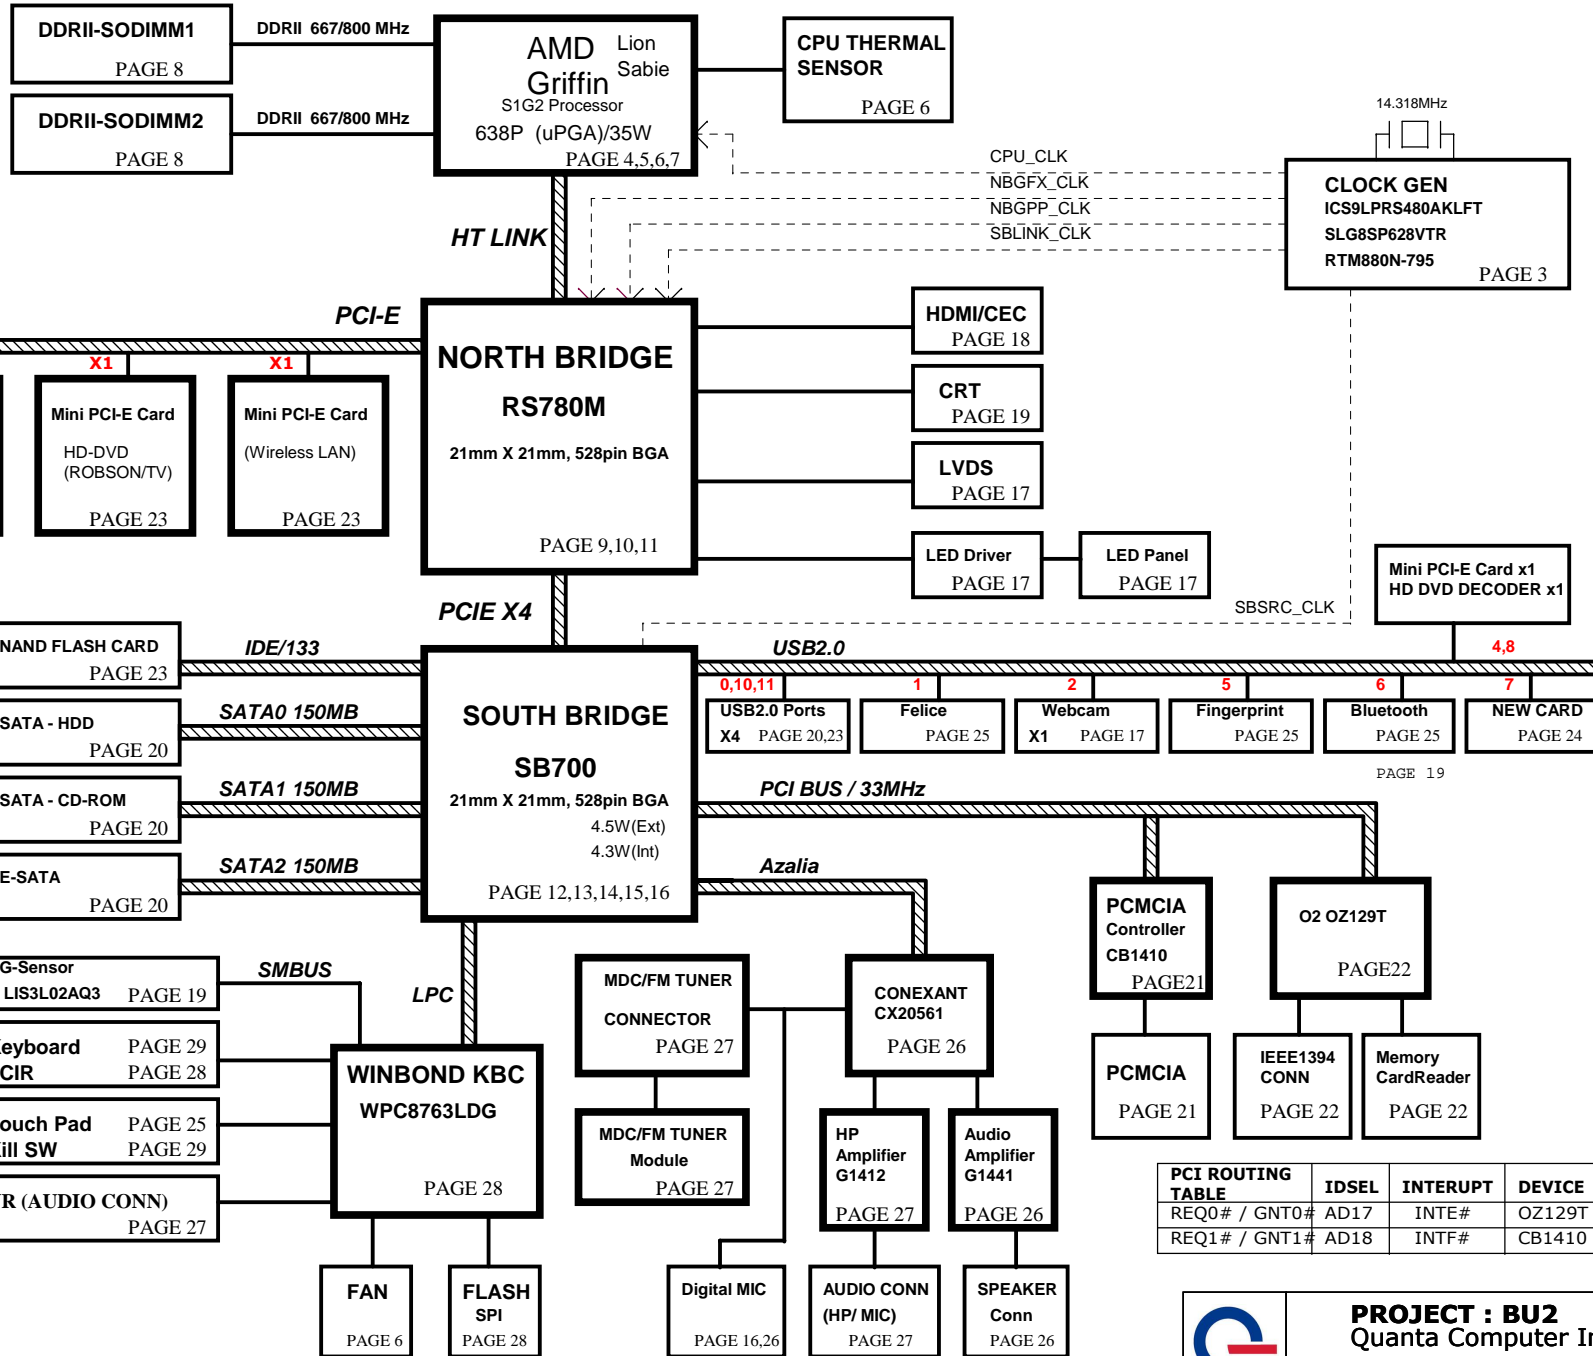 DDRII-SODIMM1
PAGE 8
DDRII 667/800 MHz
AMD Griffin
Lion Sabie
S1G2 Processor
638P (uPGA)/35W
PAGE 4,5,6,7
CPU THERMAL
SENSOR
PAGE 6
DDRII-SODIMM2
PAGE 8
DDRII 667/800 MHz
14.318MHz
CPU_CLK
NBGFX_CLK
NBGPP_CLK
SBLINK_CLK
CLOCK GEN
ICS9LPRS480AKLFT
SLG8SP628VTR
RTM880N-795
PAGE 3
HT LINK
PCI-E
X1
X1
Mini PCI-E Card
HD-DVD
(ROBSON/TV)
PAGE 23
Mini PCI-E Card
(Wireless LAN)
PAGE 23
NORTH BRIDGE
RS780M
21mm X 21mm, 528pin BGA
PAGE 9,10,11
HDMI/CEC
PAGE 18
CRT
PAGE 19
LVDS
PAGE 17
LED Driver
PAGE 17
LED Panel
PAGE 17
Mini PCI-E Card x1
HD DVD DECODER x1
SBSRC_CLK
PCIE X4
NAND FLASH CARD
PAGE 23
IDE/133
SATA - HDD
PAGE 20
SATA0 150MB
SATA - CD-ROM
PAGE 20
SATA1 150MB
E-SATA
PAGE 20
SATA2 150MB
SOUTH BRIDGE
SB700
21mm X 21mm, 528pin BGA
4.5W(Ext)
4.3W(Int)
PAGE 12,13,14,15,16
USB2.0
4,8
0,10,11
1
2
5
6
7
USB2.0 Ports
X4 PAGE 20,23
Felice
PAGE 25
Webcam
X1 PAGE 17
Fingerprint
PAGE 25
Bluetooth
PAGE 25
NEW CARD
PAGE 24
PAGE 19
PCI BUS / 33MHz
Azalia
PCMCIA
Controller
CB1410
PAGE21
O2 OZ129T
PAGE22
PCMCIA
PAGE 21
IEEE1394
CONN
PAGE 22
Memory
CardReader
PAGE 22
G-Sensor
LIS3L02AQ3 PAGE 19
SMBUS
LPC
eyboard PAGE 29
CIR PAGE 28
ouch Pad PAGE 25
ill SW PAGE 29
R (AUDIO CONN)
PAGE 27
WINBOND KBC
WPC8763LDG
PAGE 28
FAN
PAGE 6
FLASH
SPI
PAGE 28
MDC/FM TUNER
CONNECTOR
PAGE 27
MDC/FM TUNER
Module
PAGE 27
CONEXANT
CX20561
PAGE 26
HP
Amplifier
G1412
PAGE 27
Audio
Amplifier
G1441
PAGE 26
Digital MIC
PAGE 16,26
AUDIO CONN
(HP/ MIC)
PAGE 27
SPEAKER
Conn
PAGE 26
PCI ROUTING TABLE IDSEL INTERUPT DEVICE
REQ0# / GNT0# AD17 INTE# OZ129T
REQ1# / GNT1# AD18 INTF# CB1410
PROJECT : BU2
Quanta Computer In